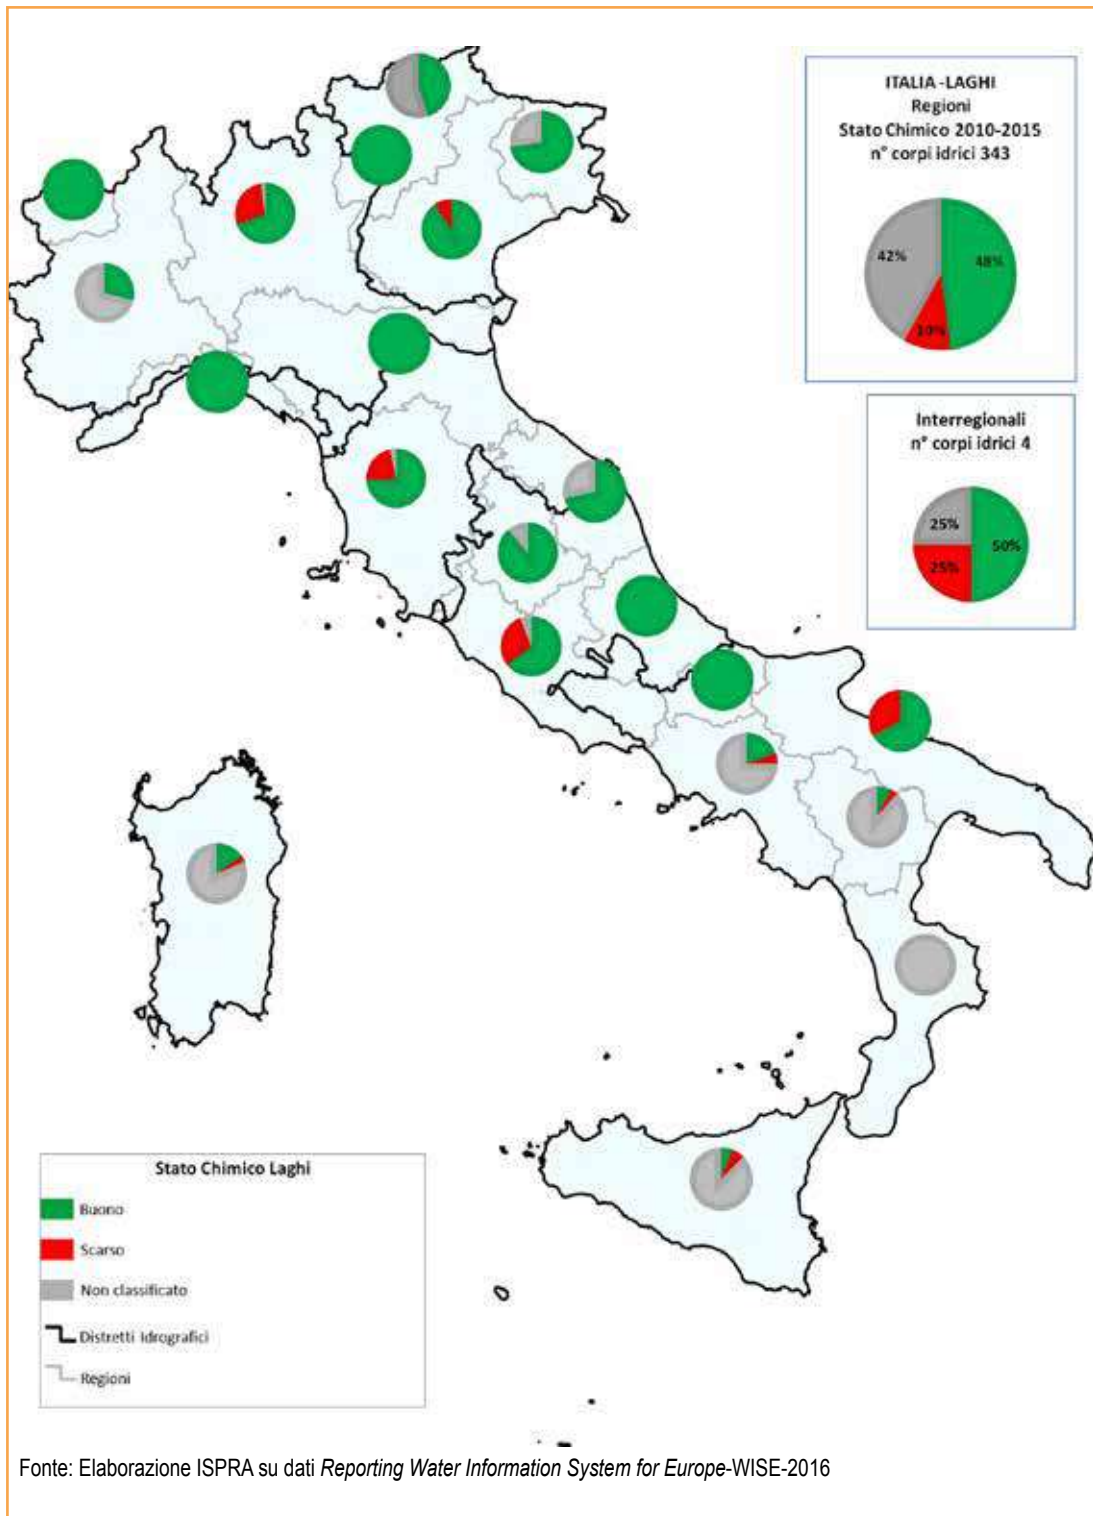 ITALIA -LAGHI
Regioni
Stato Chimico 2010-2015
n° corpi idrici 343
42%
48%
10%
Interregionali
n° corpi idrici 4
25%
50%
25%
Stato Chimico Laghi
Buono
Scarso
Non classificato
Distretti Idrografici
Regioni
Fonte: Elaborazione ISPRA su dati Reporting Water Information System for Europe-WISE-2016